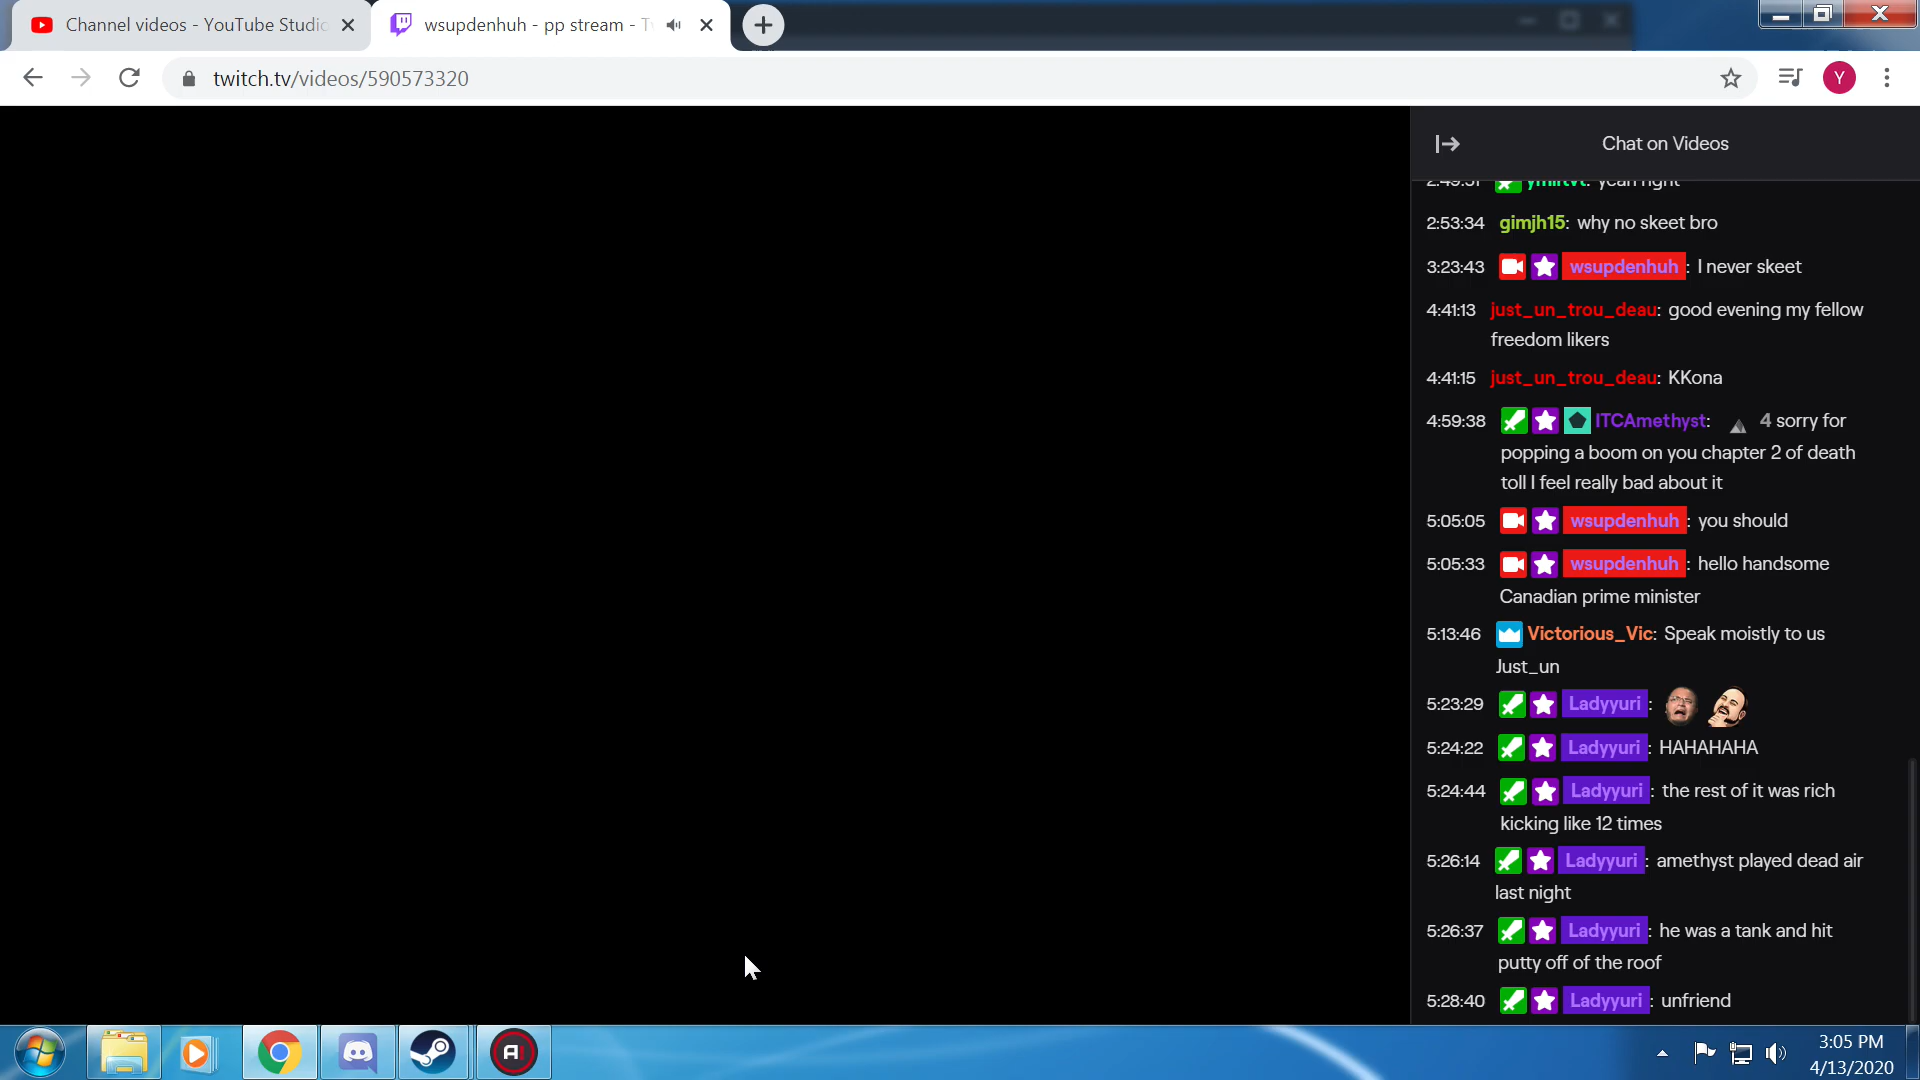 Channel videos - YouTube Studio
wsupdenhuh - pp stream - Tw
twitch.tv/videos/590573320
Y
Chat on Videos
2:49:31 ymiltvt: yeah right
2:53:34 gimjh15: why no skeet bro
3:23:43 wsupdenhuh: I never skeet
4:41:13 just_un_trou_deau: good evening my fellow
freedom likers
4:41:15 just_un_trou_deau: KKona
4:59:38 ITCAmethyst: 4 sorry for
popping a boom on you chapter 2 of death
toll I feel really bad about it
5:05:05 wsupdenhuh: you should
5:05:33 wsupdenhuh: hello handsome
Canadian prime minister
5:13:46 Victorious_Vic: Speak moistly to us
Just_un
5:23:29 Ladyyuri:
5:24:22 Ladyyuri: HAHAHAHA
5:24:44 Ladyyuri: the rest of it was rich
kicking like 12 times
5:26:14 Ladyyuri: amethyst played dead air
last night
5:26:37 Ladyyuri: he was a tank and hit
putty off of the roof
5:28:40 Ladyyuri: unfriend
A!
3:05 PM
4/13/2020